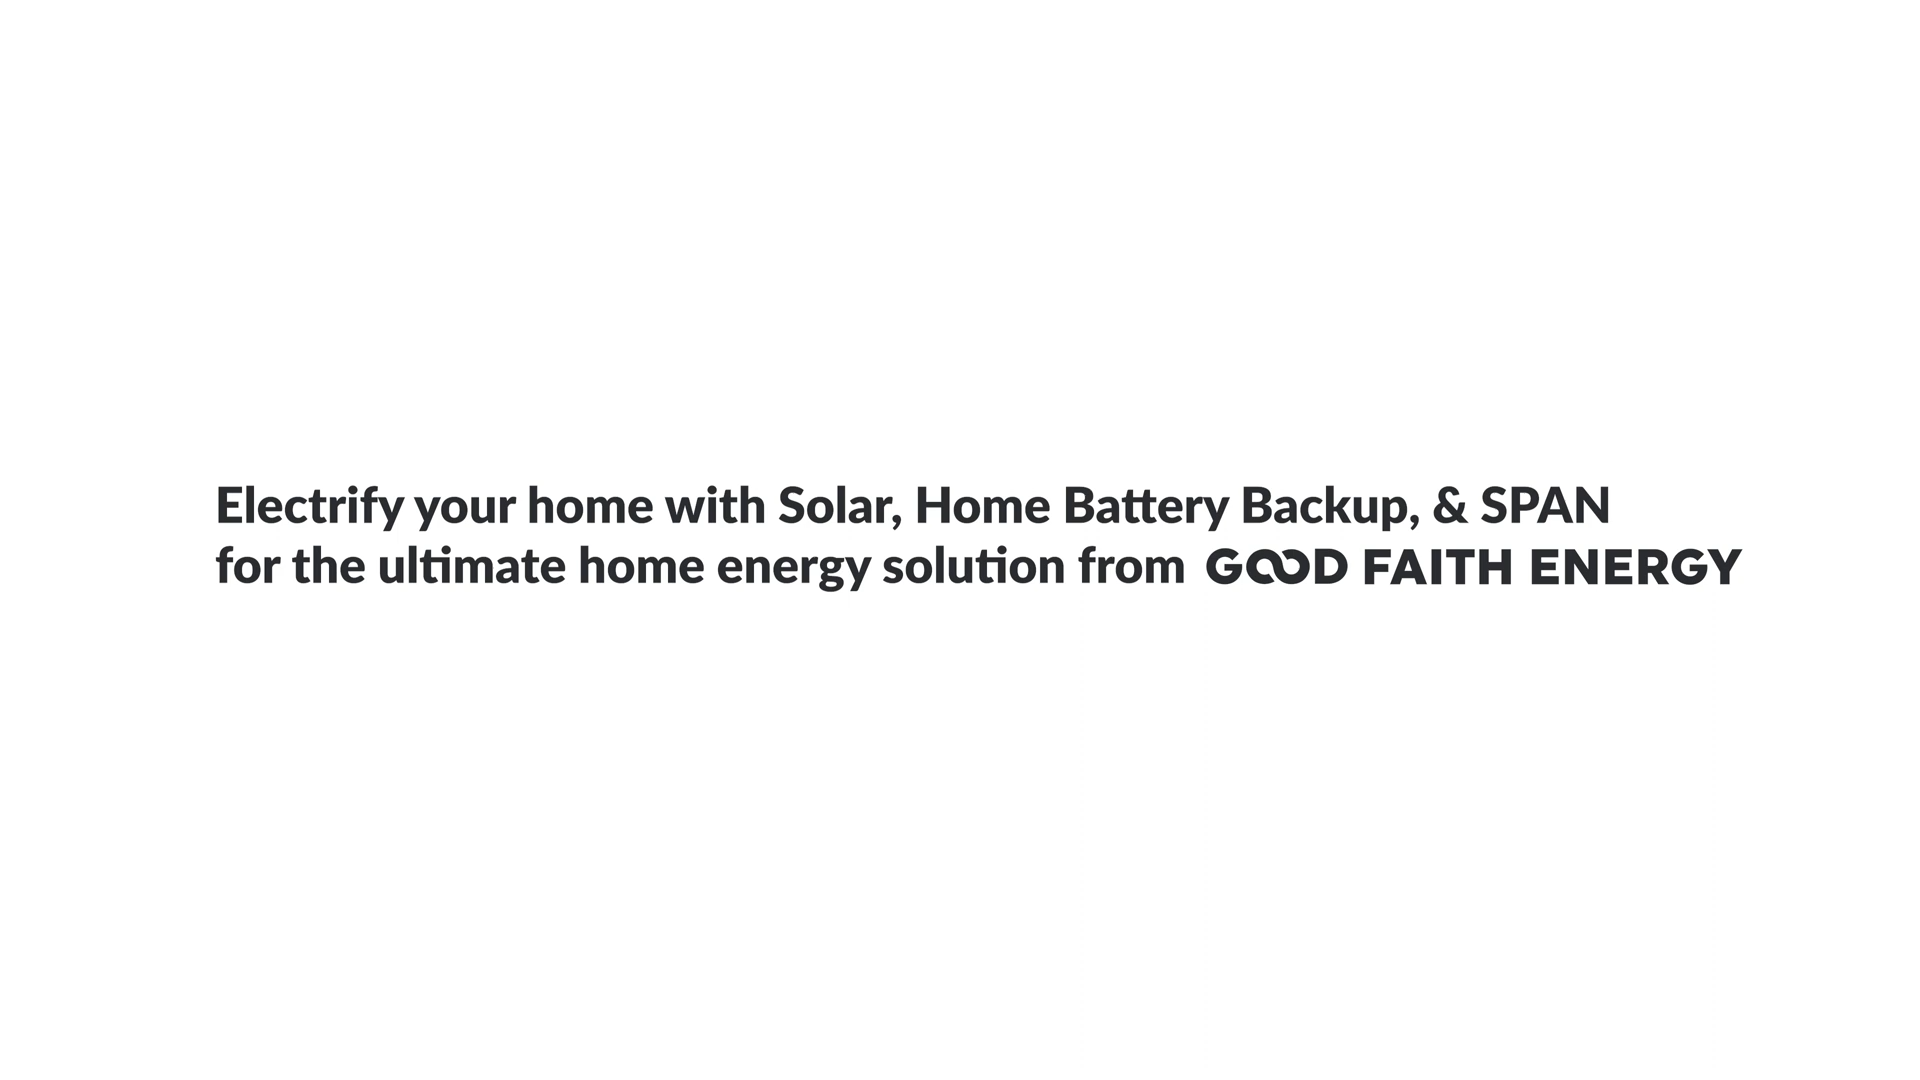 Electrify your home with Solar, Home Battery Backup, & SPAN
for the ultimate home energy solution from GOOD FAITH ENERGY